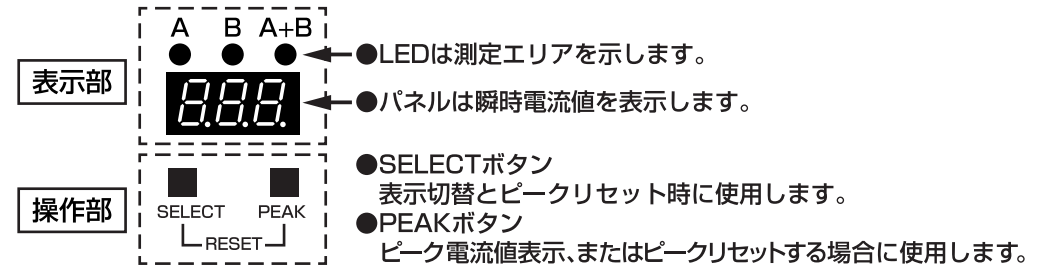 A B A+B
●LEDは測定エリアを示します。
表示部
8.8.8.
●パネルは瞬時電流値を表示します。
●SELECTボタン
表示切替とピークリセット時に使用します。
操作部
SELECT PEAK
●PEAKボタン
RESET
ピーク電流値表示、またはピークリセットする場合に使用します。